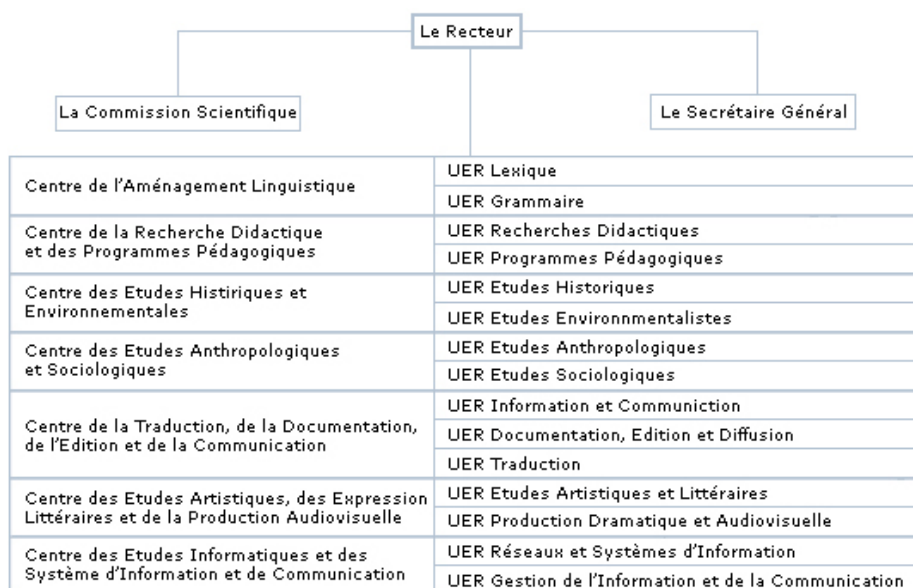 Le Recteur
La Commission Scientifique
Le Secrétaire Général
Centre de l'Aménagement Linguistique
UER Lexique
UER Grammaire
Centre de la Recherche Didactique
et des Programmes Pédagogiques
UER Recherches Didactiques
UER Programmes Pédagogiques
Centre des Etudes Histiriques et
Environnementales
UER Etudes Historiques
UER Etudes Environnmentalistes
Centre des Etudes Anthropologiques
et Sociologiques
UER Etudes Anthropologiques
UER Etudes Sociologiques
Centre de la Traduction, de la Documentation,
de l'Edition et de la Communication
UER Information et Communiction
UER Documentation, Edition et Diffusion
UER Traduction
Centre des Etudes Artistiques, des Expression
Littéraires et de la Production Audiovisuelle
UER Etudes Artistiques et Littéraires
UER Production Dramatique et Audiovisuelle
Centre des Etudes Informatiques et des
Système d'Information et de Communication
UER Réseaux et Systèmes d'Information
UER Gestion de l'Information et de la Communication